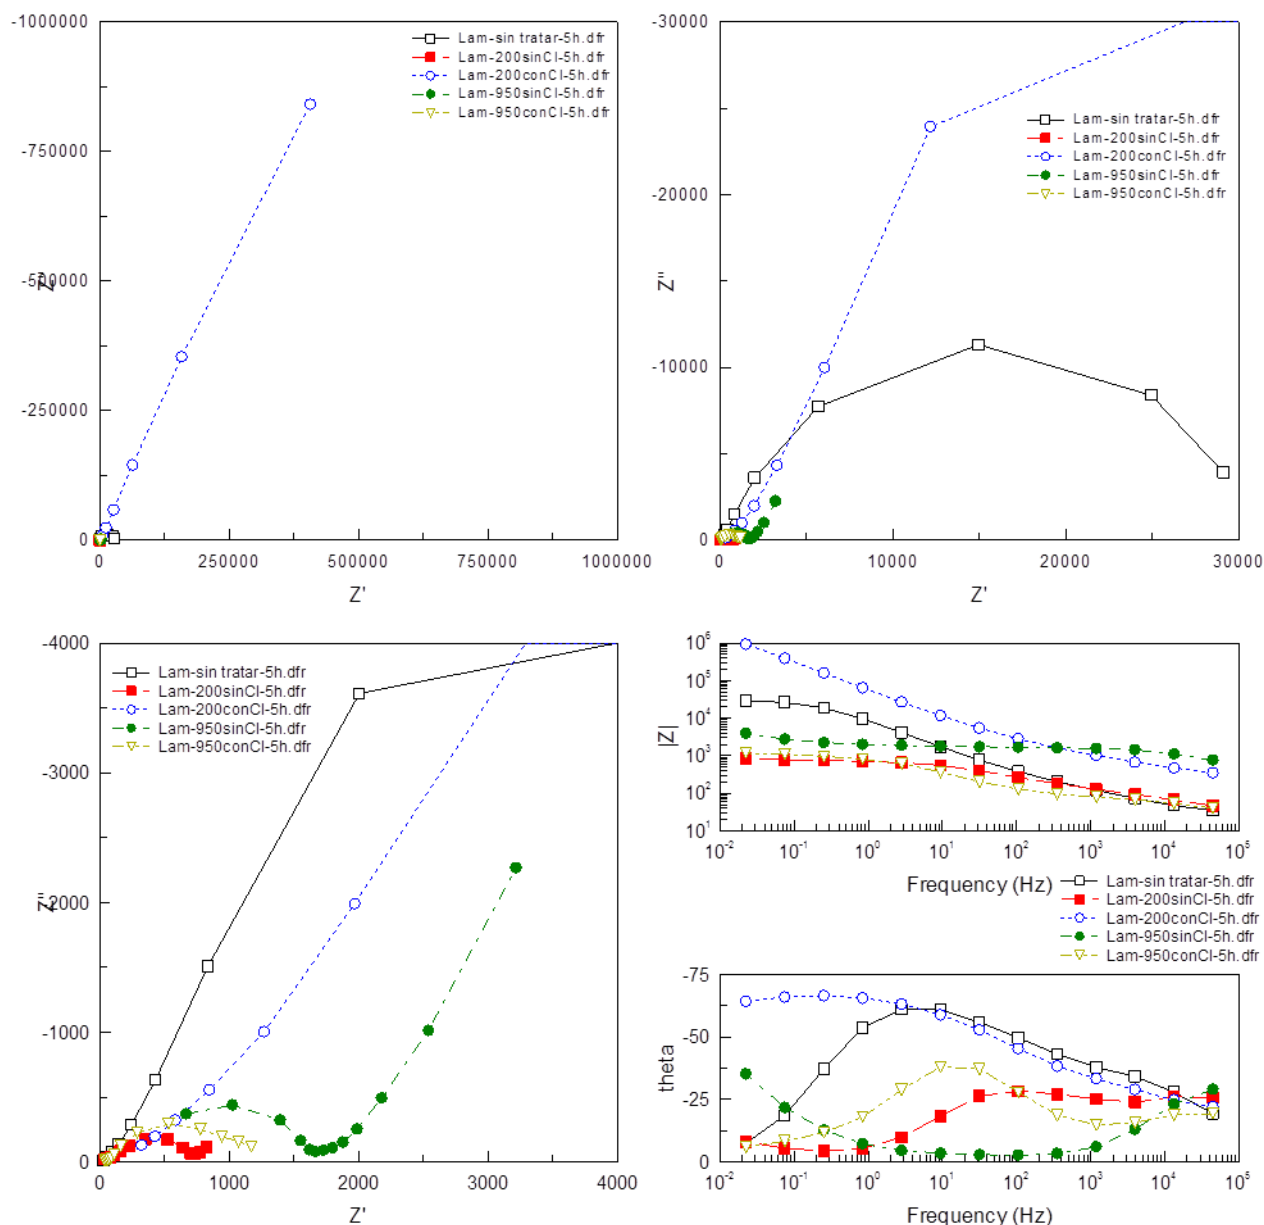 -1000000
-750000
-500000
-250000
0
Z''
0
250000
500000
750000
1000000
Z'
Lam-sin tratar-5h.dfr
Lam-200sinCl-5h.dfr
Lam-200conCl-5h.dfr
Lam-950sinCl-5h.dfr
Lam-950conCl-5h.dfr
-30000
-20000
-10000
0
Z''
0
10000
20000
30000
Z'
Lam-sin tratar-5h.dfr
Lam-200sinCl-5h.dfr
Lam-200conCl-5h.dfr
Lam-950sinCl-5h.dfr
Lam-950conCl-5h.dfr
-4000
-3000
-2000
-1000
0
Z''
0
1000
2000
3000
4000
Z'
Lam-sin tratar-5h.dfr
Lam-200sinCl-5h.dfr
Lam-200conCl-5h.dfr
Lam-950sinCl-5h.dfr
Lam-950conCl-5h.dfr
10^6
10^5
10^4
10^3
10^2
10^1
|Z|
10^-2
10^-1
10^0
10^1
10^2
10^3
10^4
10^5
Frequency (Hz)
Lam-sin tratar-5h.dfr
Lam-200sinCl-5h.dfr
Lam-200conCl-5h.dfr
Lam-950sinCl-5h.dfr
Lam-950conCl-5h.dfr
-75
-50
-25
0
theta
10^-2
10^-1
10^0
10^1
10^2
10^3
10^4
10^5
Frequency (Hz)